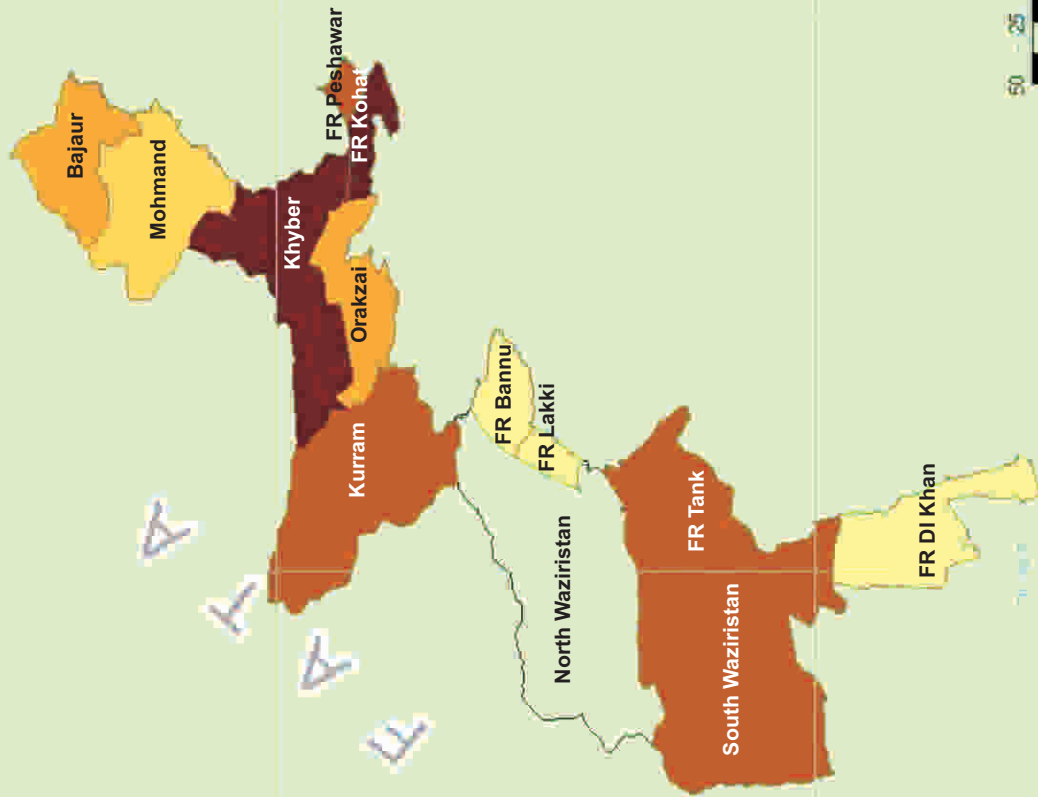 Bajaur
Mohmand
Khyber
FR Peshawar
FR Kohat
Orakzai
Kurram
FR Bannu
FR Lakki
North Waziristan
FR Tank
South Waziristan
FR DI Khan
F A T A
50
25